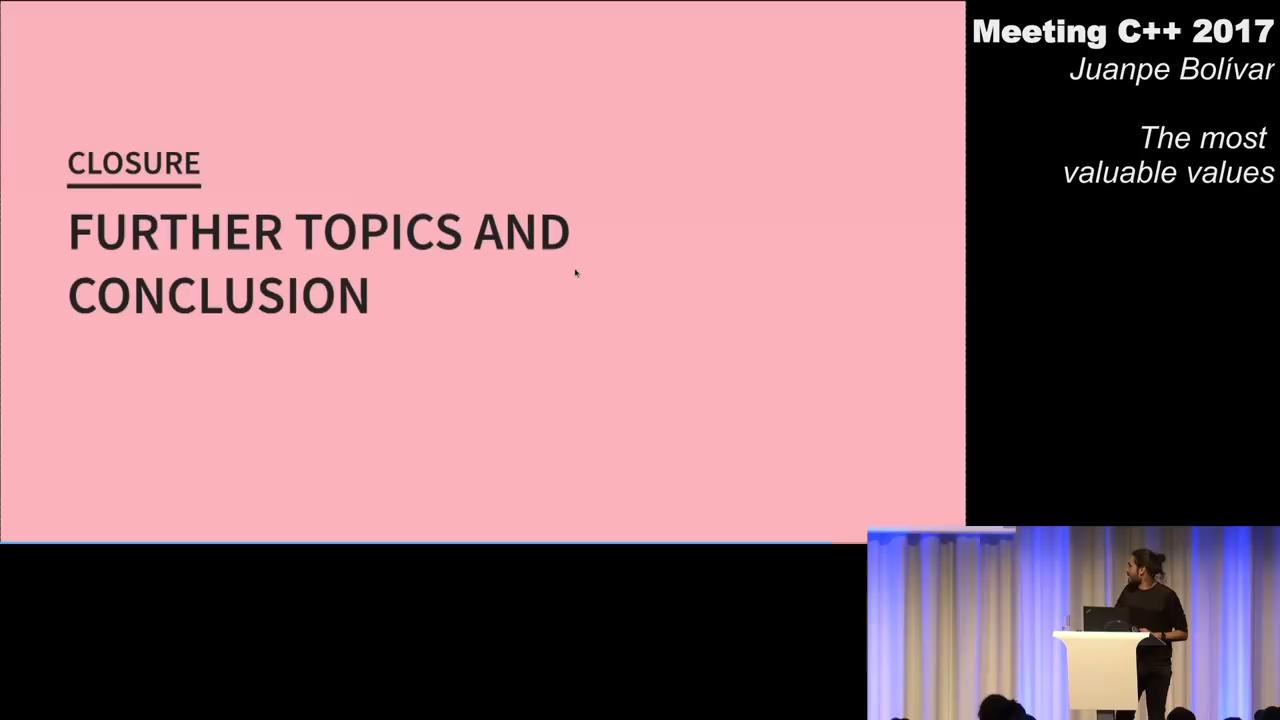 CLOSURE
FURTHER TOPICS AND
CONCLUSION
Meeting C++ 2017
Juanpe Bolívar
The most
valuable values